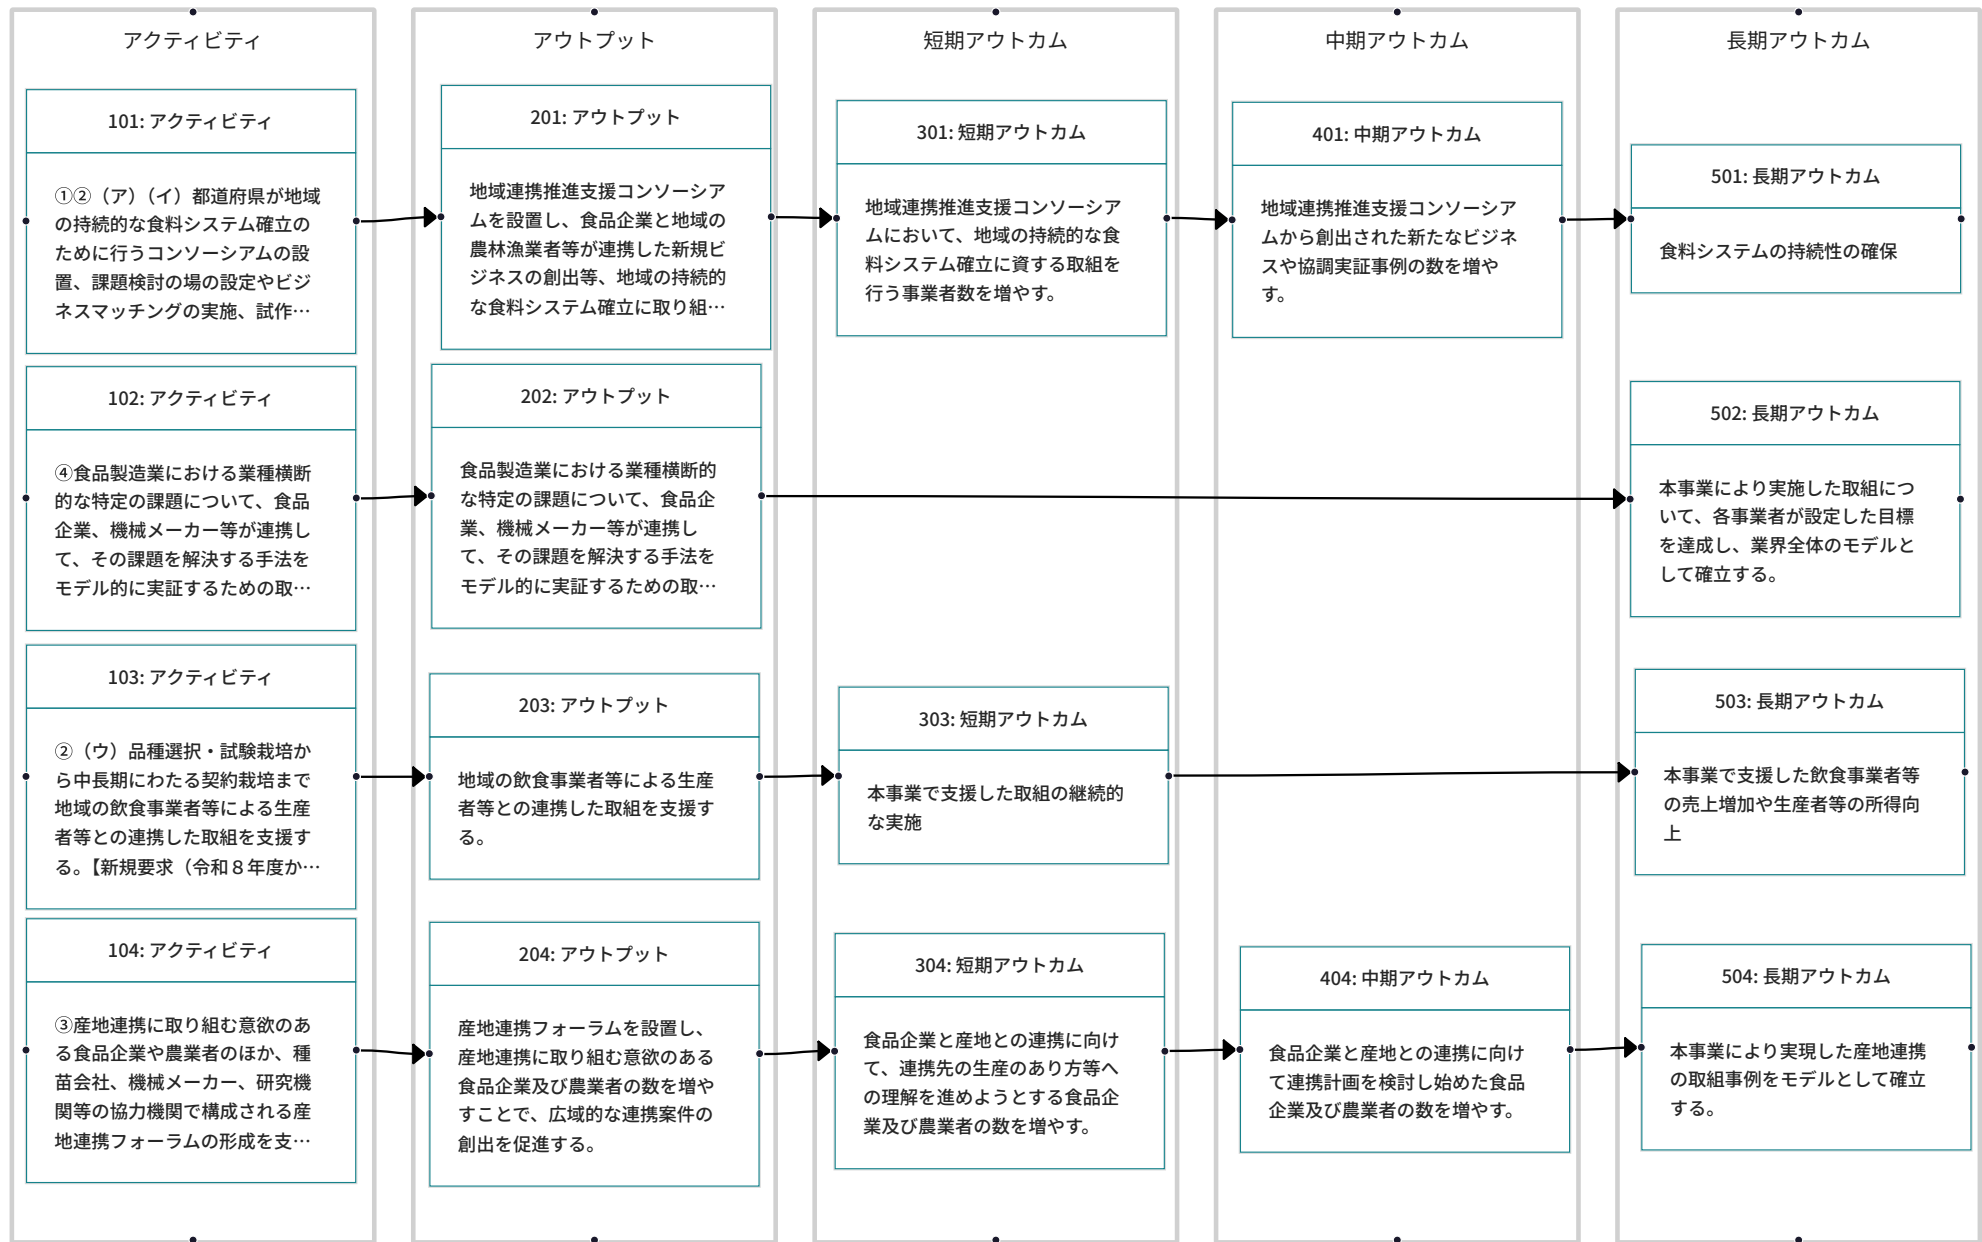 アクティビティ
101: アクティビティ
①②（ア）（イ）都道府県が地域
の持続的な食料システム確立の
ために行うコンソーシアムの設
置、課題検討の場の設定やビジ
ネスマッチングの実施、試作…
102: アクティビティ
④食品製造業における業種横断
的な特定の課題について、食品
企業、機械メーカー等が連携し
て、その課題を解決する手法を
モデル的に実証するための取…
103: アクティビティ
②（ウ）品種選択・試験栽培か
ら中長期にわたる契約栽培まで
地域の飲食事業者等による生産
者等との連携した取組を支援す
る。【新規要求（令和８年度か…
104: アクティビティ
③産地連携に取り組む意欲のあ
る食品企業や農業者のほか、種
苗会社、機械メーカー、研究機
関等の協力機関で構成される産
地連携フォーラムの形成を支…
アウトプット
201: アウトプット
地域連携推進支援コンソーシア
ムを設置し、食品企業と地域の
農林漁業者等が連携した新規ビ
ジネスの創出等、地域の持続的
な食料システム確立に取り組…
202: アウトプット
食品製造業における業種横断的
な特定の課題について、食品企
業、機械メーカー等が連携し
て、その課題を解決する手法を
モデル的に実証するための取…
203: アウトプット
地域の飲食事業者等による生産
者等との連携した取組を支援す
る。
204: アウトプット
産地連携フォーラムを設置し、
産地連携に取り組む意欲のある
食品企業及び農業者の数を増や
すことで、広域的な連携案件の
創出を促進する。
短期アウトカム
301: 短期アウトカム
地域連携推進支援コンソーシア
ムにおいて、地域の持続的な食
料システム確立に資する取組を
行う事業者数を増やす。
303: 短期アウトカム
本事業で支援した取組の継続的
な実施
304: 短期アウトカム
食品企業と産地との連携に向け
て、連携先の生産のあり方等へ
の理解を進めようとする食品企
業及び農業者の数を増やす。
中期アウトカム
401: 中期アウトカム
地域連携推進支援コンソーシア
ムから創出された新たなビジネ
スや協調実証事例の数を増や
す。
404: 中期アウトカム
食品企業と産地との連携に向け
て連携計画を検討し始めた食品
企業及び農業者の数を増やす。
長期アウトカム
501: 長期アウトカム
食料システムの持続性の確保
502: 長期アウトカム
本事業により実施した取組につ
いて、各事業者が設定した目標
を達成し、業界全体のモデルと
して確立する。
503: 長期アウトカム
本事業で支援した飲食事業者等
の売上増加や生産者等の所得向
上
504: 長期アウトカム
本事業により実現した産地連携
の取組事例をモデルとして確立
する。